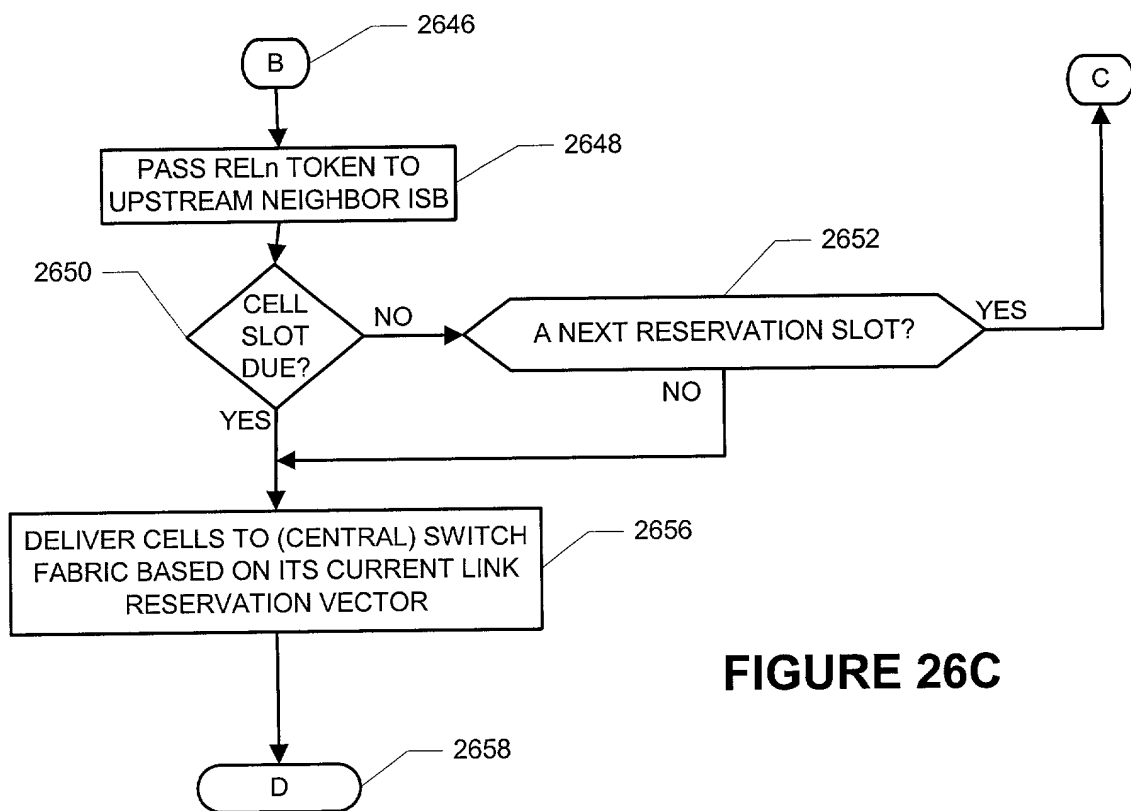 2646
B
C
2648
PASS RELn TOKEN TO
UPSTREAM NEIGHBOR ISB
2652
2650
CELL
SLOT
DUE?
NO
A NEXT RESERVATION SLOT?
YES
NO
YES
2656
DELIVER CELLS TO (CENTRAL) SWITCH
FABRIC BASED ON ITS CURRENT LINK
RESERVATION VECTOR
FIGURE 26C
2658
D